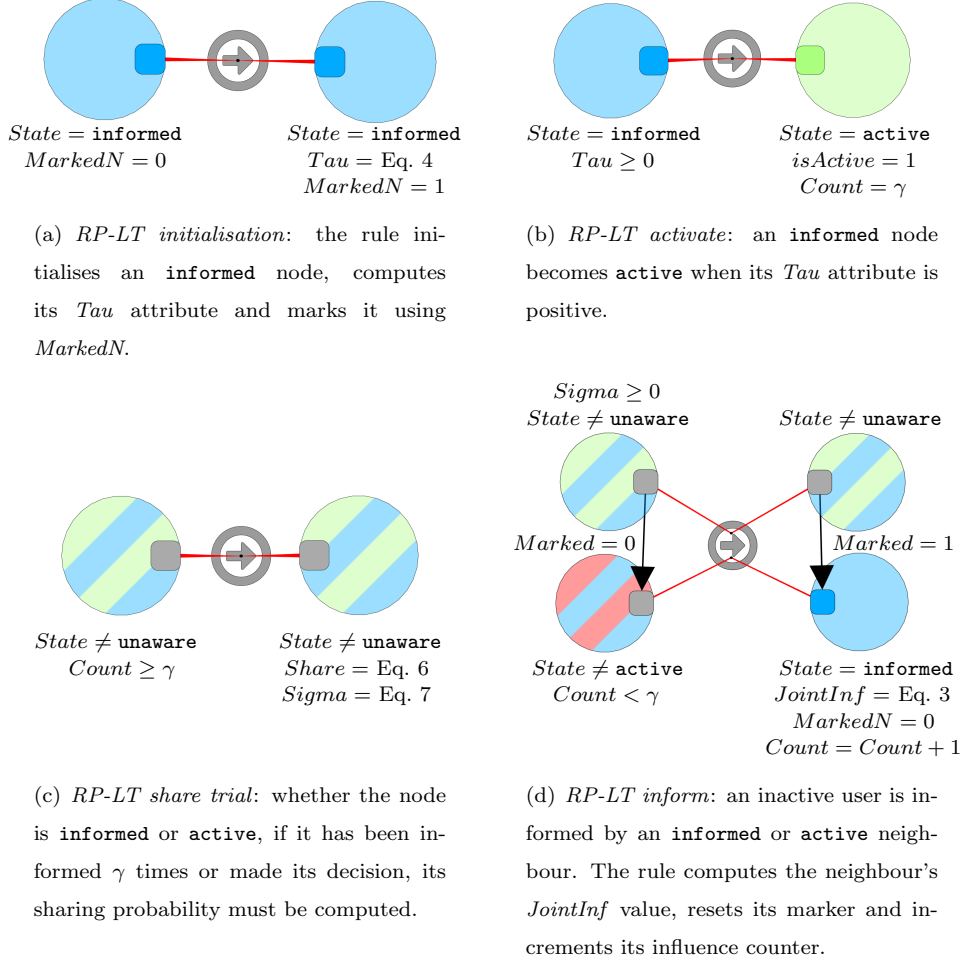 State = informed
MarkedN = 0
State = informed
Tau = Eq. 4
MarkedN = 1
(a) RP-LT initialisation: the rule ini-
tialises an informed node, computes
its Tau attribute and marks it using
MarkedN.
State = informed
Tau ≥ 0
State = active
isActive = 1
Count = γ
(b) RP-LT activate: an informed node
becomes active when its Tau attribute is
positive.
State ≠ unaware
Count ≥ γ
State ≠ unaware
Share = Eq. 6
Sigma = Eq. 7
(c) RP-LT share trial: whether the node
is informed or active, if it has been in-
formed γ times or made its decision, its
sharing probability must be computed.
Sigma ≥ 0
State ≠ unaware
State ≠ unaware
Marked = 0
Marked = 1
State ≠ active
Count < γ
State = informed
JointInf = Eq. 3
MarkedN = 0
Count = Count + 1
(d) RP-LT inform: an inactive user is in-
formed by an informed or active neigh-
bour. The rule computes the neighbour's
JointInf value, resets its marker and in-
crements its influence counter.